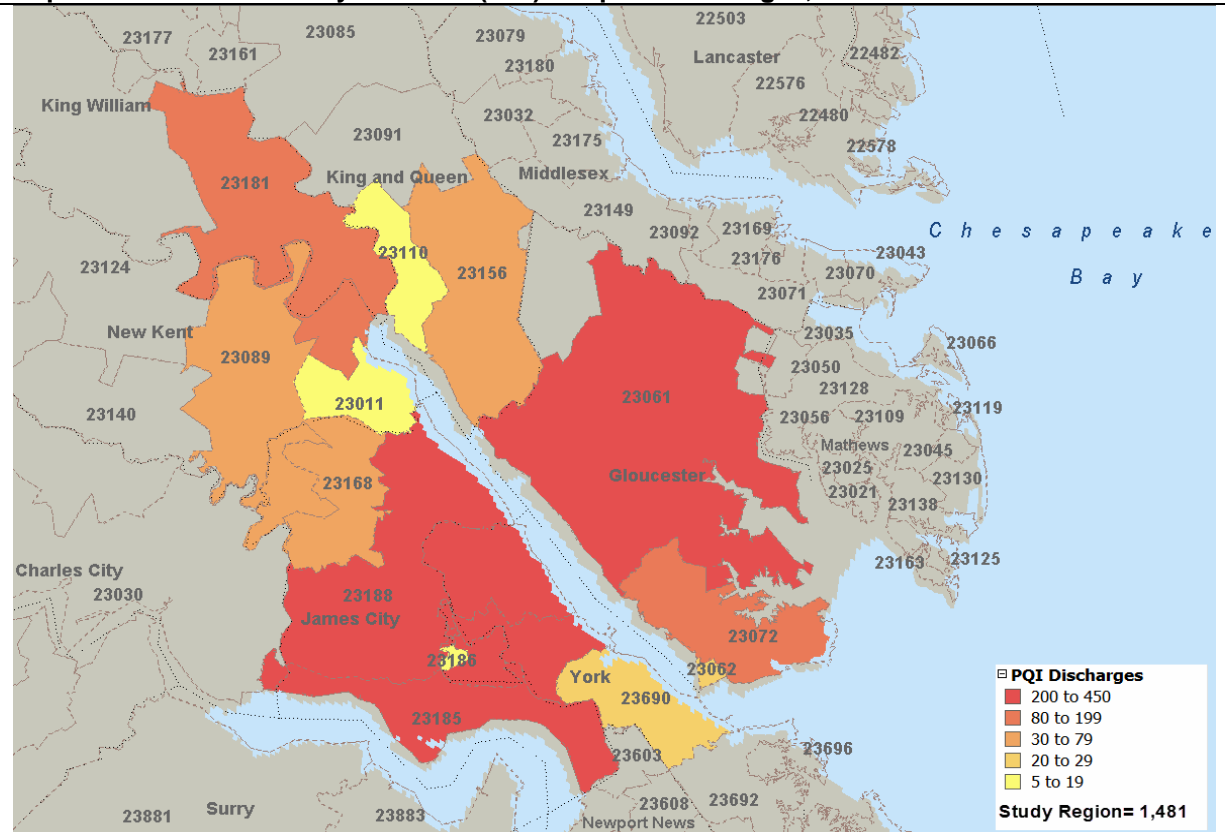 23177
23161
23085
23079
23180
22503
Lancaster
22482
22576
22480
22578
King William
23091
23032
23175
23181
King and Queen
Middlesex
23149
23092
23169
23176
23043
23070
23071
C h e s a p e a k e
B a y
23124
23110
23156
New Kent
23089
23035
23066
23050
23128
23140
23011
23061
23056
23109
23119
Mathews
23045
23168
Gloucester
23025
23130
23021
23138
Charles City
23030
23188
James City
23163
23125
23072
23186
York
23062
23690
23185
23603
23696
23881
Surry
23883
23608
23692
Newport News
PQI Discharges
200 to 450
80 to 199
30 to 79
20 to 29
5 to 19
Study Region= 1,481